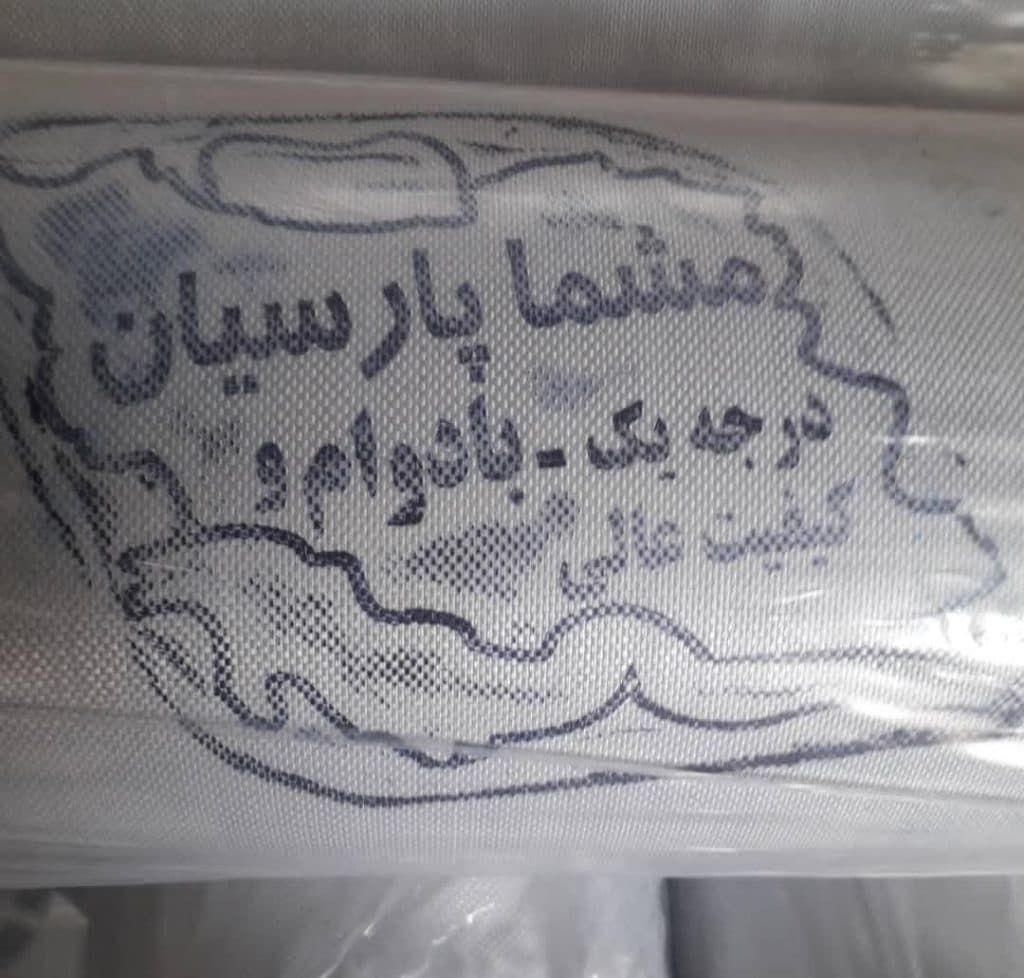 مشما پارسیان
درجه یک - بادوام و
کیفیت عالی